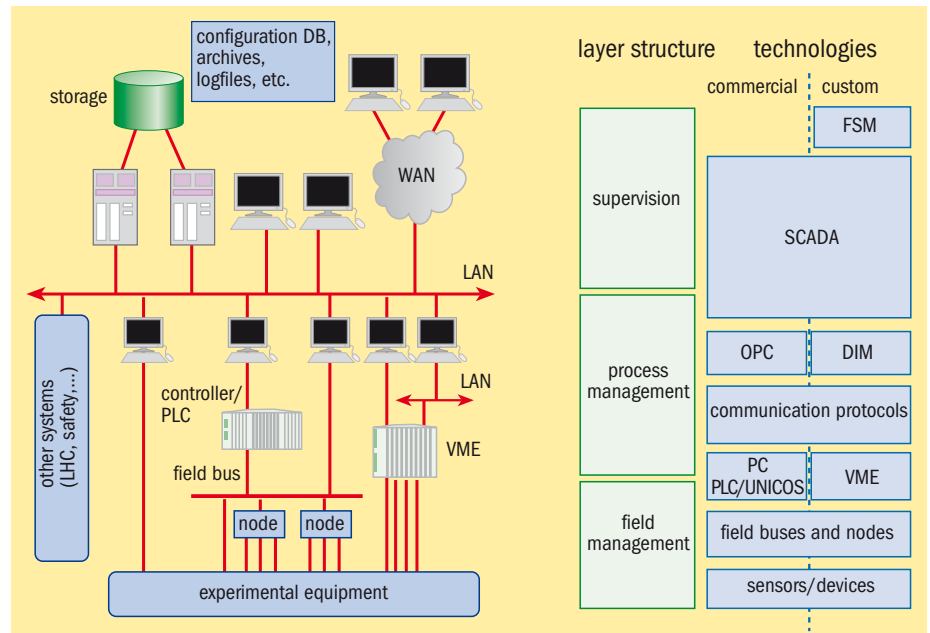 configuration DB,
archives,
logfiles, etc.
storage
WAN
LAN
other systems
(LHC, safety,...)
controller/
PLC
LAN
VME
field bus
node
node
experimental equipment
layer structure
technologies
commercial
custom
FSM
supervision
SCADA
process
management
OPC
DIM
communication protocols
PC
PLC/UNICOS
VME
field
management
field buses and nodes
sensors/devices